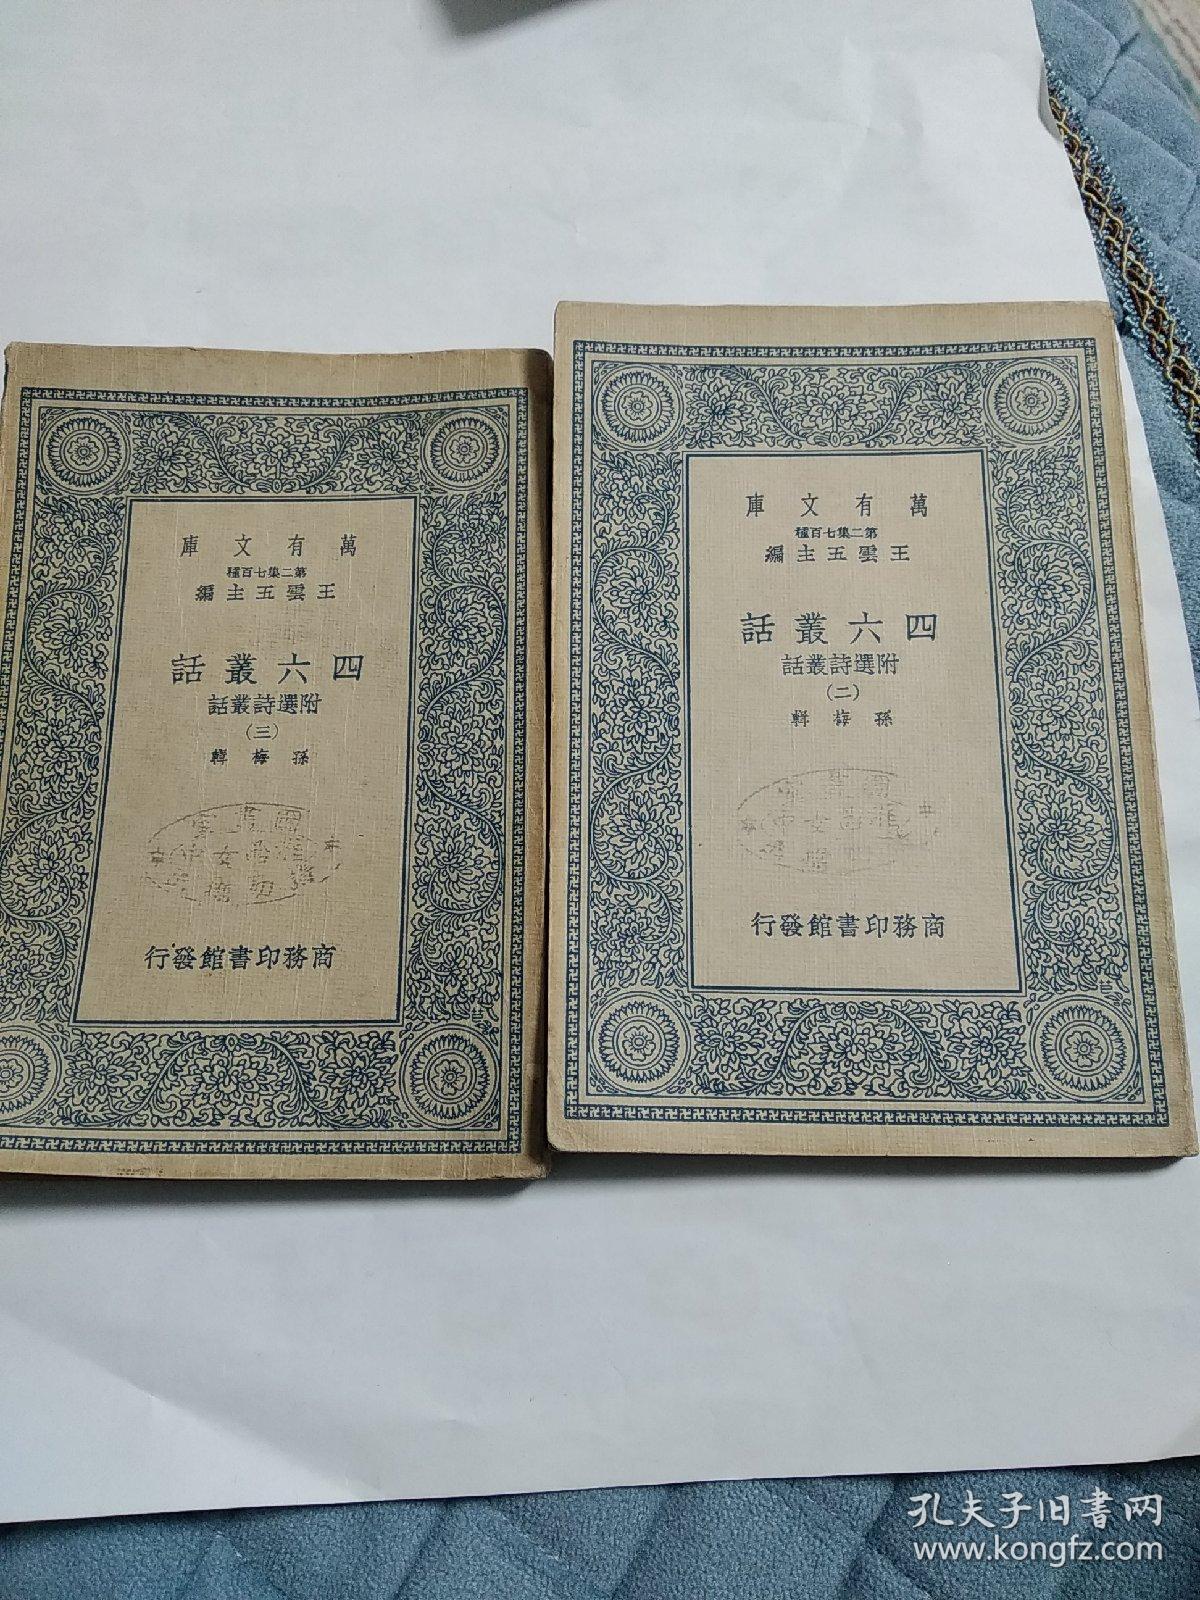 萬有文庫
第二集七百種
王雲五主編
四六叢話
附選詩叢話
(三)
孫梅輯
商務印書館發行
萬有文庫
第二集七百種
王雲五主編
四六叢話
附選詩叢話
(二)
孫梅輯
商務印書館發行
孔夫子旧书网
www.kongfz.com